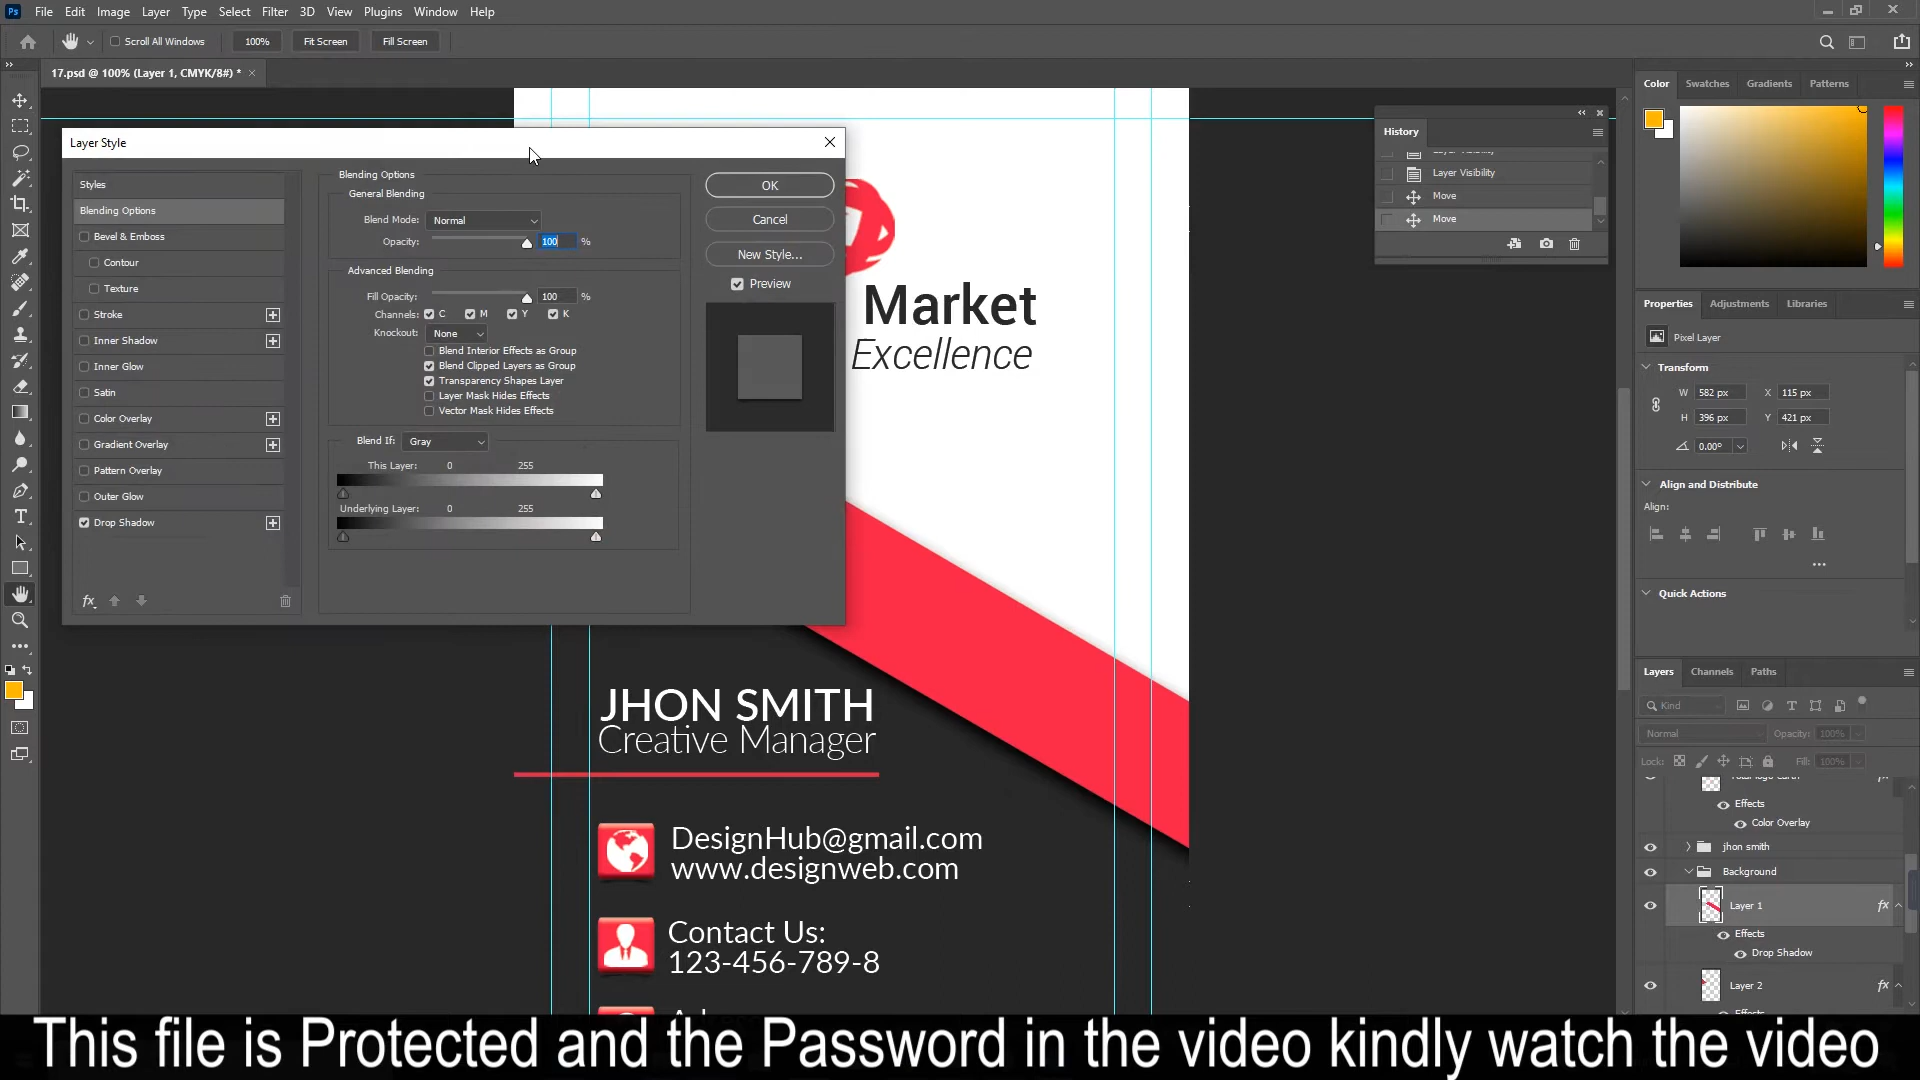 Ps File Edit Image Layer Type Select Filter 3D View Plugins Window Help
Scroll All Windows 100% Fit Screen Fill Screen
17.psd @ 100% (Layer 1, CMYK/8#) *
Layer Style
Styles
Blending Options
Bevel & Emboss
Contour
Texture
Stroke
Inner Shadow
Inner Glow
Satin
Color Overlay
Gradient Overlay
Pattern Overlay
Outer Glow
Drop Shadow
fx
Blending Options
General Blending
Blend Mode: Normal
Opacity: 100 %
Advanced Blending
Fill Opacity: 100 %
Channels: C M Y K
Knockout: None
Blend Interior Effects as Group
Blend Clipped Layers as Group
Transparency Shapes Layer
Layer Mask Hides Effects
Vector Mask Hides Effects
Blend If: Gray
This Layer: 0 255
Underlying Layer: 0 255
OK
Cancel
New Style...
Preview
Market
Excellence
JHON SMITH
Creative Manager
DesignHub@gmail.com
www.designweb.com
Contact Us:
123-456-789-8
History
Layer Visibility
Layer Visibility
Move
Move
Color Swatches Gradients Patterns
Properties Adjustments Libraries
Pixel Layer
Transform
W 582 px X 115 px
H 396 px Y 421 px
0.00°
Align and Distribute
Align:
Quick Actions
Layers Channels Paths
Kind
Normal Opacity: 100%
Lock: Fill: 100%
fx
Effects
Color Overlay
jhon smith
Background
Layer 1 fx
Effects
Drop Shadow
Layer 2 fx
This file is Protected and the Password in the video kindly watch the video